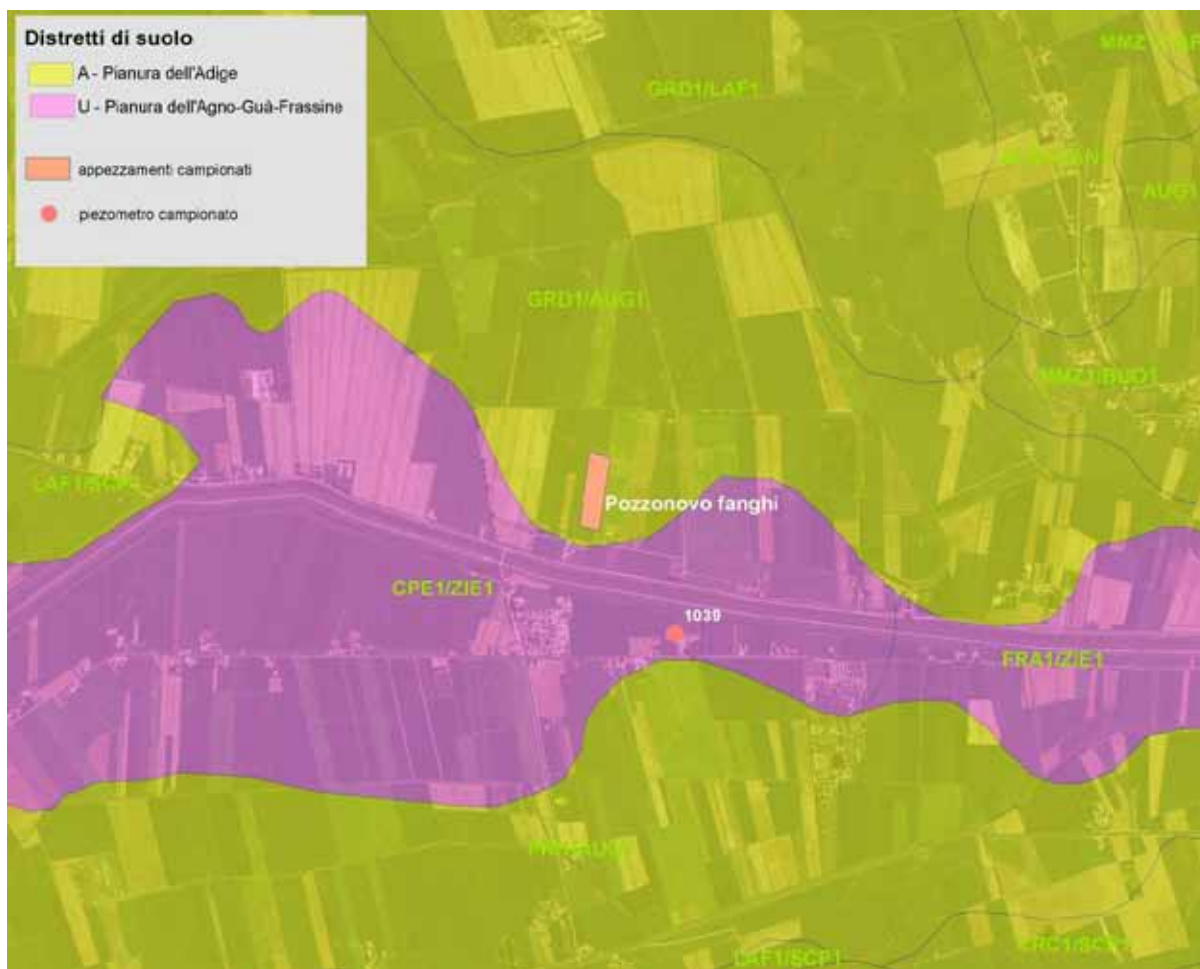 Distretti di suolo
A - Pianura dell'Adige
U - Pianura dell'Agno-Guà-Frassine
appezzamenti campionati
piezometro campionato
GRD1/LAF1
AUG1
GRD1/AUG1
MMZ1/BUO1
Pozzonovo fanghi
CPE1/ZIE1
1039
FRA1/ZIE1
LAF1/SCP1